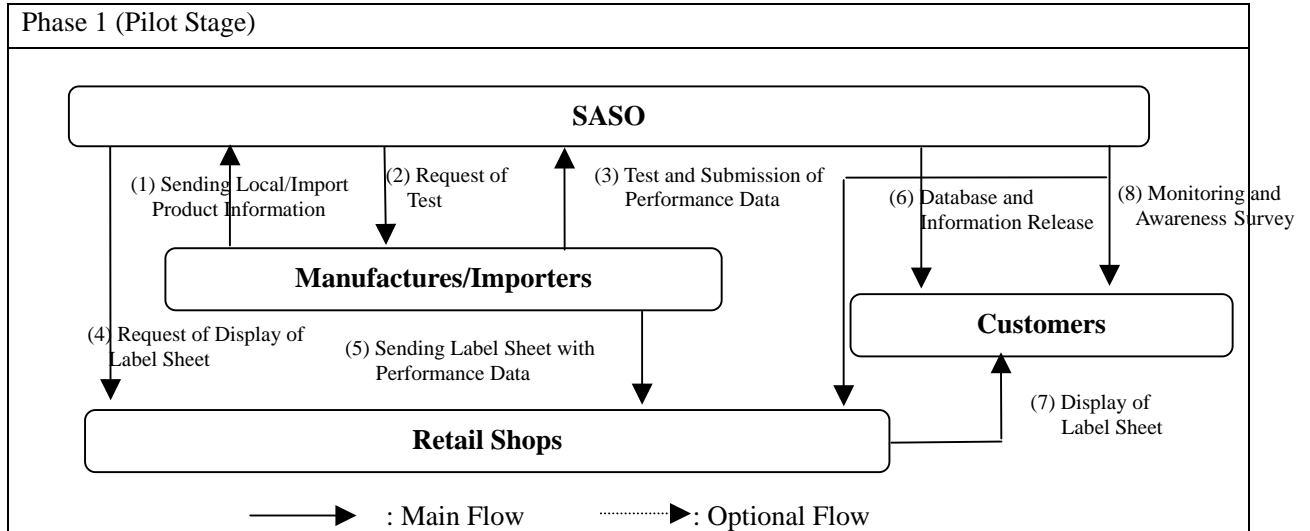 Phase 1 (Pilot Stage)
SASO
(1) Sending Local/Import
Product Information
(2) Request of
Test
(3) Test and Submission of
Performance Data
(6) Database and
Information Release
(8) Monitoring and
Awareness Survey
Manufactures/Importers
Customers
(4) Request of Display of
Label Sheet
(5) Sending Label Sheet with
Performance Data
(7) Display of
Label Sheet
Retail Shops
: Main Flow
: Optional Flow